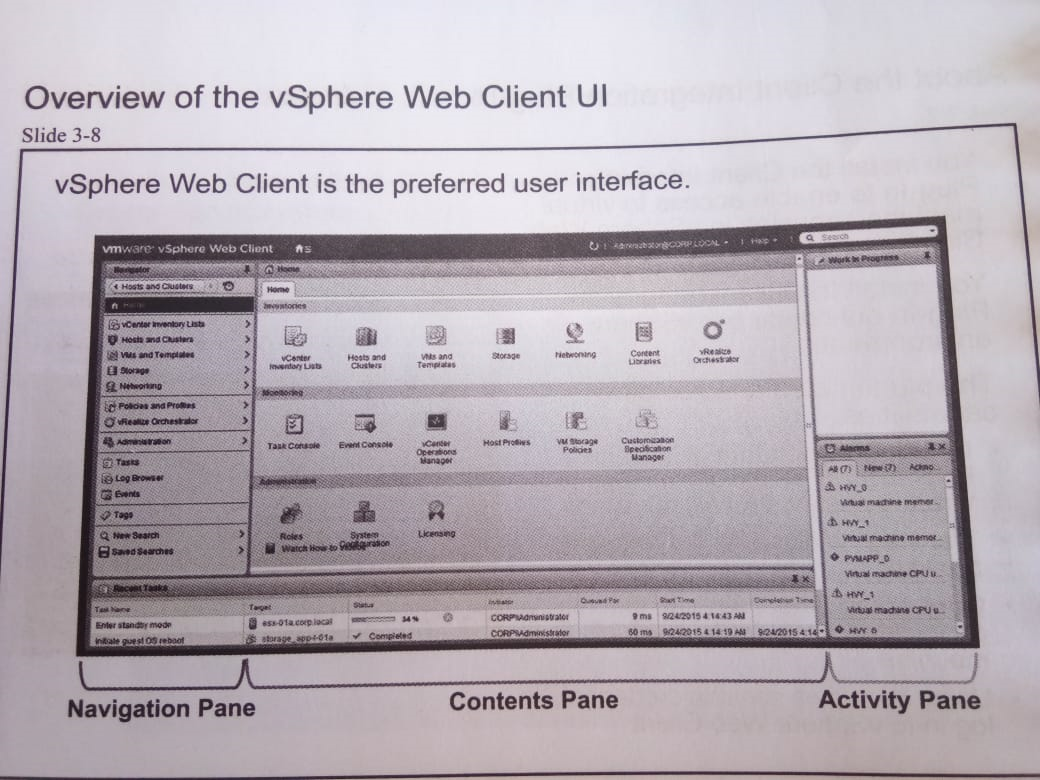 Overview of the vSphere Web Client UI
Slide 3-8
vSphere Web Client is the preferred user interface.
vmware® vSphere Web Client
Administrator@CORP.LOCAL
Help
Search
Navigator
Hosts and Clusters
Home
vCenter Inventory Lists
Hosts and Clusters
VMs and Templates
Storage
Networking
Policies and Profiles
vRealize Orchestrator
Administration
Tasks
Log Browser
Events
Tags
New Search
Saved Searches
Home
Home
Inventories
vCenter
Inventory Lists
Hosts and
Clusters
VMs and
Templates
Storage
Networking
Content
Libraries
vRealize
Orchestrator
Monitoring
Task Console
Event Console
vCenter
Operations
Manager
Host Profiles
VM Storage
Policies
Customization
Specification
Manager
Administration
Roles
System
Configuration
Licensing
Watch How-to Videos
Work In Progress
Alarms
All (7) New (7) Ackno...
HVY_0
Virtual machine memor...
HVY_1
Virtual machine memor...
PVMAPP_0
Virtual machine CPU u...
HVY_1
Virtual machine CPU u...
HVY_0
Recent Tasks
Task Name Target Status Initiator Queued For Start Time Completion Time
Enter standby mode esx-01a.corp.local 34 % CORP\Administrator 9 ms 9/24/2015 4:14:43 AM
Initiate guest OS reboot storage_app-l-01a Completed CORP\Administrator 60 ms 9/24/2015 4:14:19 AM 9/24/2015 4:14
Navigation Pane
Contents Pane
Activity Pane